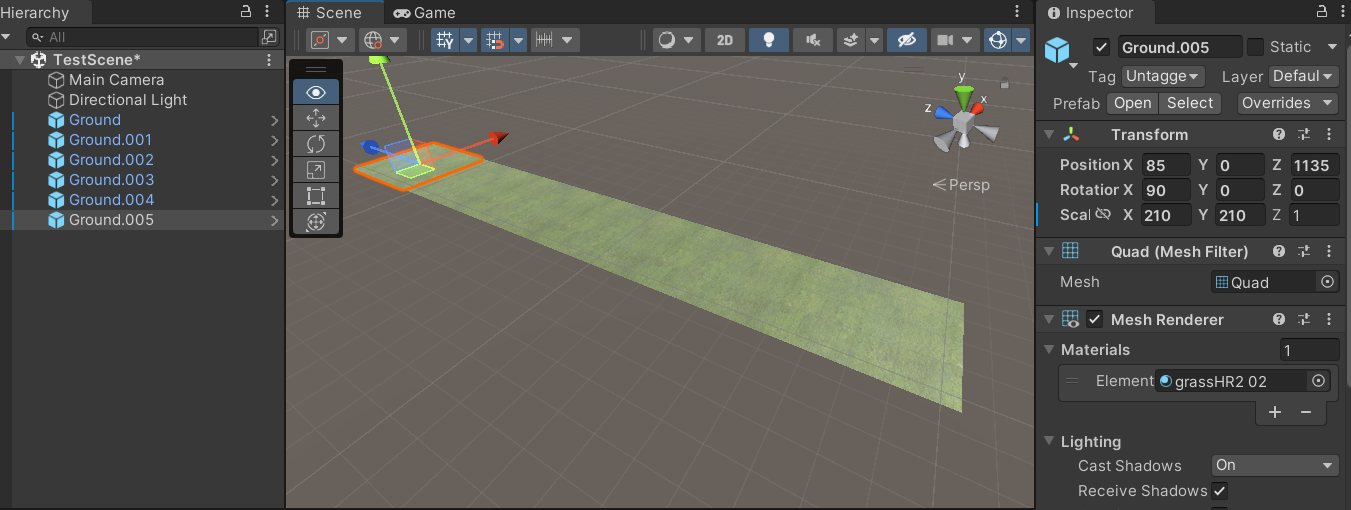 Hierarchy
All
TestScene*
Main Camera
Directional Light
Ground
Ground.001
Ground.002
Ground.003
Ground.004
Ground.005
Scene
Game
2D
y
x
z
Persp
Inspector
Ground.005
Static
Tag Untagge Layer Defaul
Prefab Open Select Overrides
Transform
Position X 85 Y 0 Z 1135
Rotatior X 90 Y 0 Z 0
Scal X 210 Y 210 Z 1
Quad (Mesh Filter)
Mesh Quad
Mesh Renderer
Materials 1
Element grassHR2 02
Lighting
Cast Shadows On
Receive Shadows